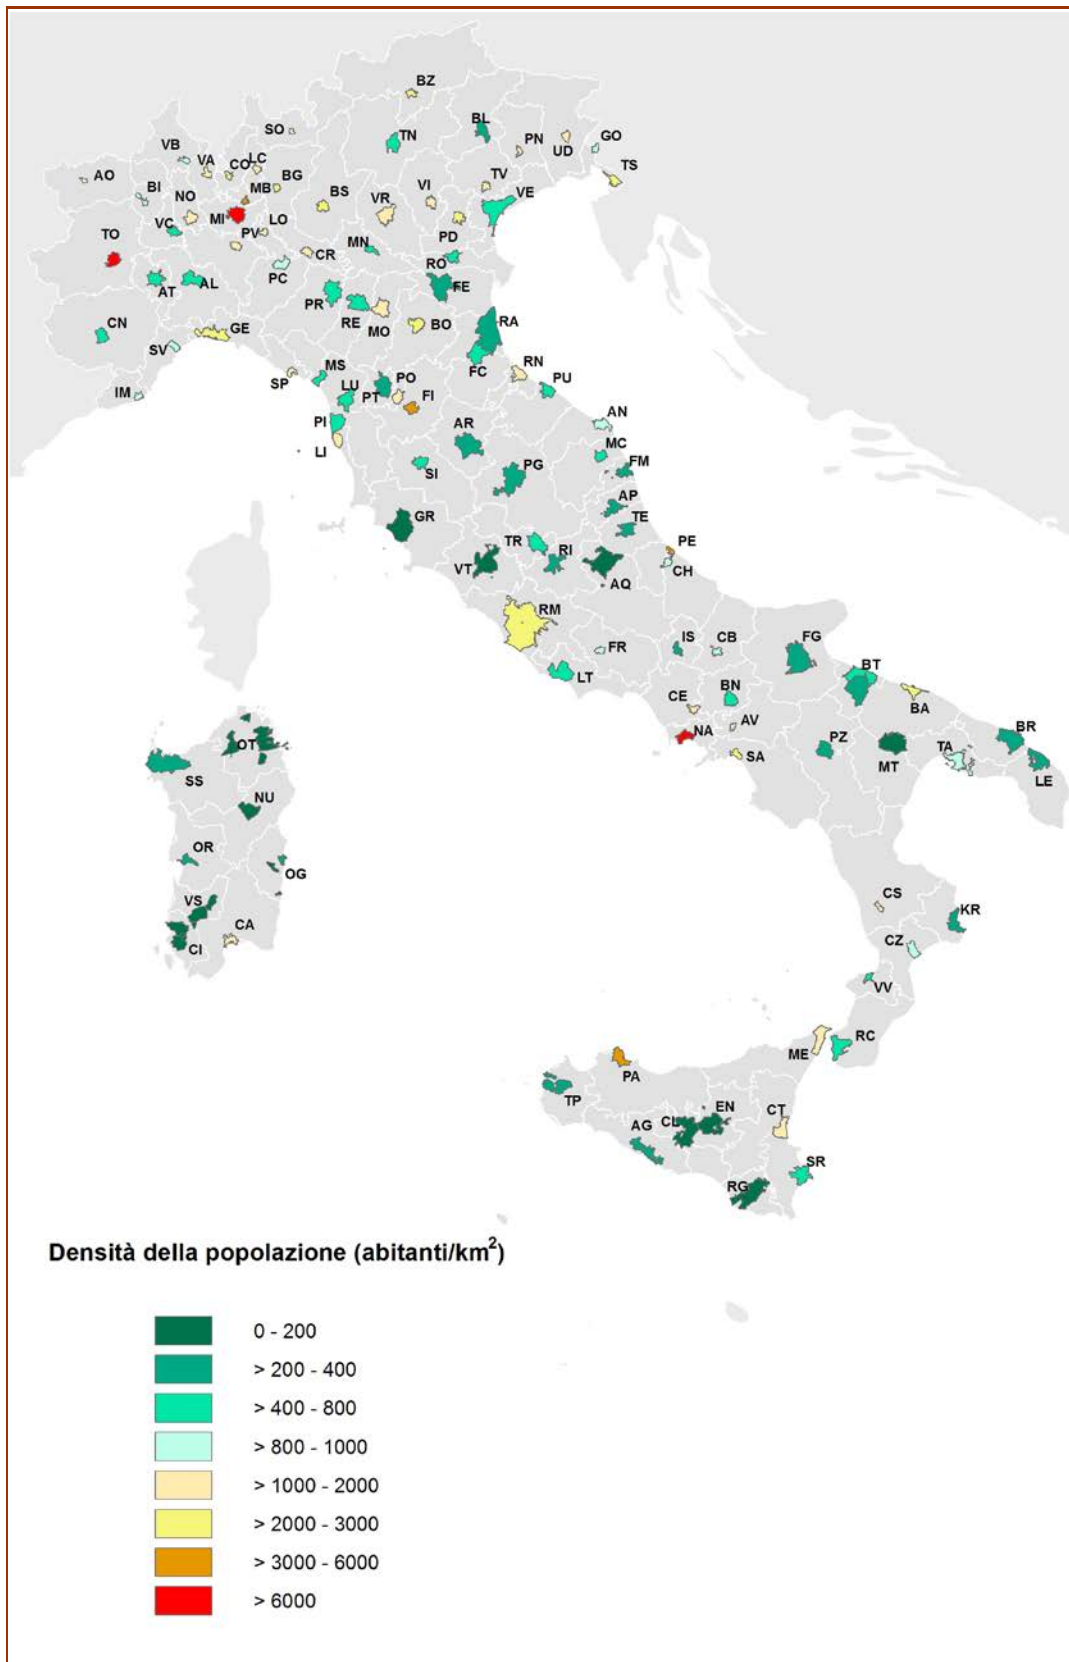 BZ
BL
SO
TN
PN
GO
VB
UD
VA
CO
LC
TS
AO
BI
MB
BG
TV
NO
BS
VR
VI
VE
MI
LO
TO
VC
PV
MN
PD
CR
RO
PC
FE
AT
AL
PR
CN
GE
RE
MO
BO
RA
SV
RN
MS
FC
SP
PO
PU
IM
LU
PT
FI
AN
PI
AR
MC
LI
PG
FM
SI
AP
GR
TE
TR
PE
RI
VT
CH
AQ
RM
FR
IS
CB
FG
BT
LT
BN
CE
BA
AV
NA
BR
PZ
TA
SA
OT
MT
LE
SS
NU
OR
OG
VS
CS
CA
KR
CI
CZ
VV
RC
ME
PA
TP
EN
CT
AG
CL
SR
RG
Densità della popolazione (abitanti/km²)
0 - 200
> 200 - 400
> 400 - 800
> 800 - 1000
> 1000 - 2000
> 2000 - 3000
> 3000 - 6000
> 6000